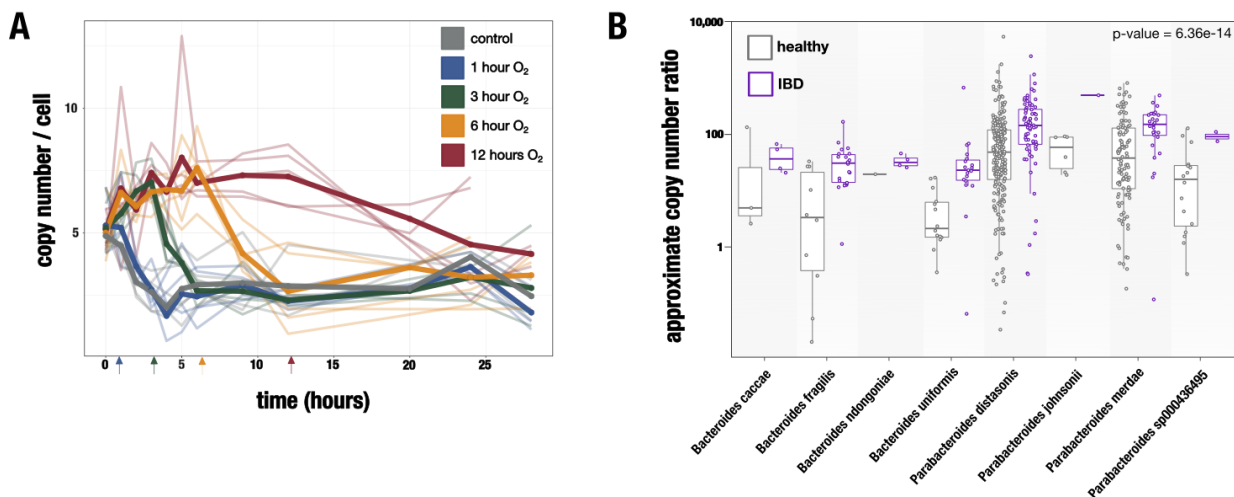 A
copy number / cell
10
5
0
5
10
15
20
25
time (hours)
control
1 hour O₂
3 hour O₂
6 hour O₂
12 hours O₂
B
approximate copy number ratio
10,000
100
1
healthy
IBD
p-value = 6.36e-14
Bacteroides caccae
Bacteroides fragilis
Bacteroides ndongoniae
Bacteroides uniformis
Parabacteroides distasonis
Parabacteroides johnsonii
Parabacteroides merdae
Parabacteroides sp000436495